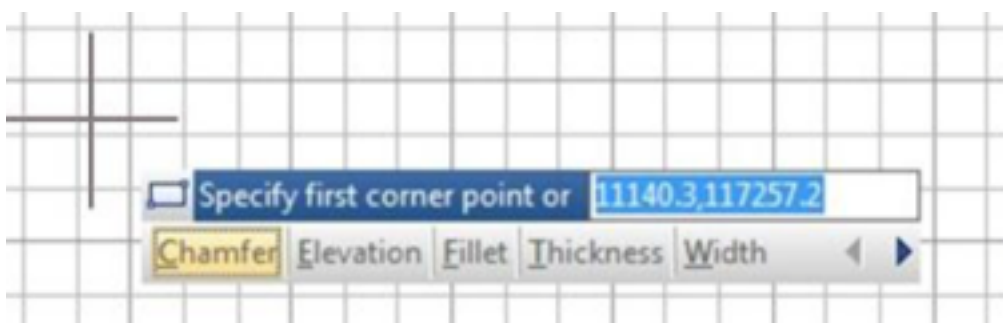 Specify first corner point or 11140.3,117257.2
Chamfer Elevation Fillet Thickness Width